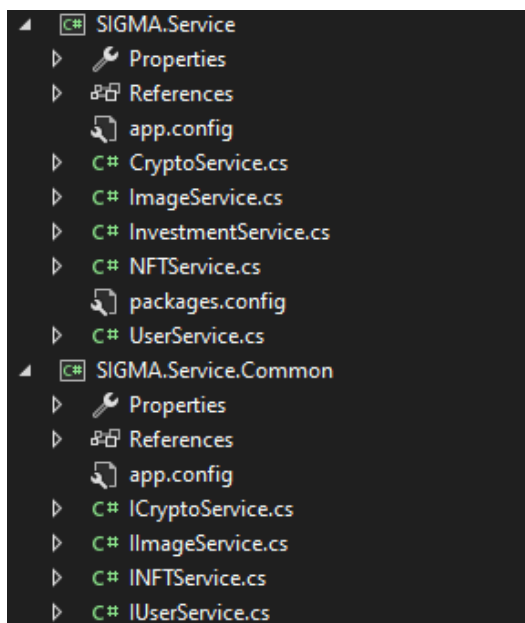 C# SIGMA.Service
Properties
References
app.config
C# CryptoService.cs
C# ImageService.cs
C# InvestmentService.cs
C# NFTService.cs
packages.config
C# UserService.cs
C# SIGMA.Service.Common
Properties
References
app.config
C# ICryptoService.cs
C# IImageService.cs
C# INFTService.cs
C# IUserService.cs